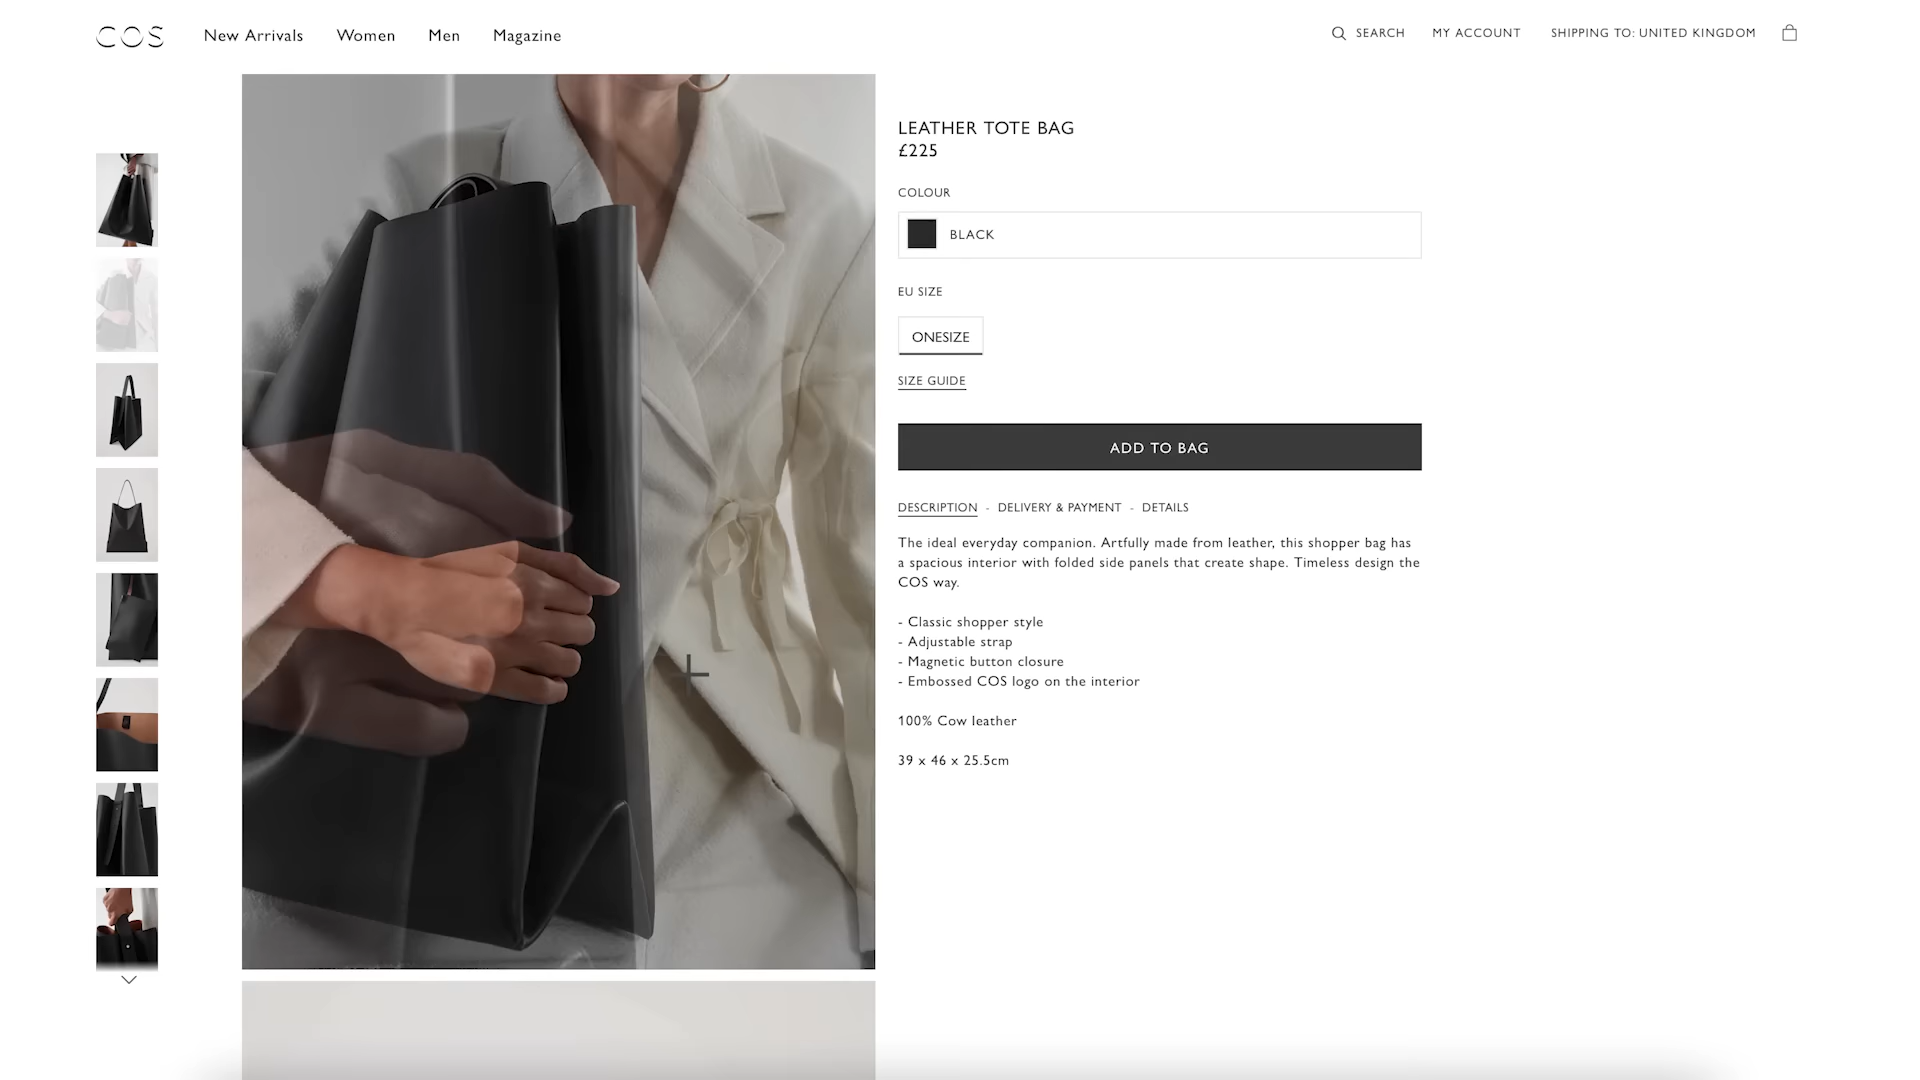 COS
New Arrivals
Women
Men
Magazine
SEARCH
MY ACCOUNT
SHIPPING TO: UNITED KINGDOM
LEATHER TOTE BAG
£225
COLOUR
BLACK
EU SIZE
ONESIZE
SIZE GUIDE
ADD TO BAG
DESCRIPTION - DELIVERY & PAYMENT - DETAILS
The ideal everyday companion. Artfully made from leather, this shopper bag has
a spacious interior with folded side panels that create shape. Timeless design the
COS way.
- Classic shopper style
- Adjustable strap
- Magnetic button closure
- Embossed COS logo on the interior
100% Cow leather
39 x 46 x 25.5cm